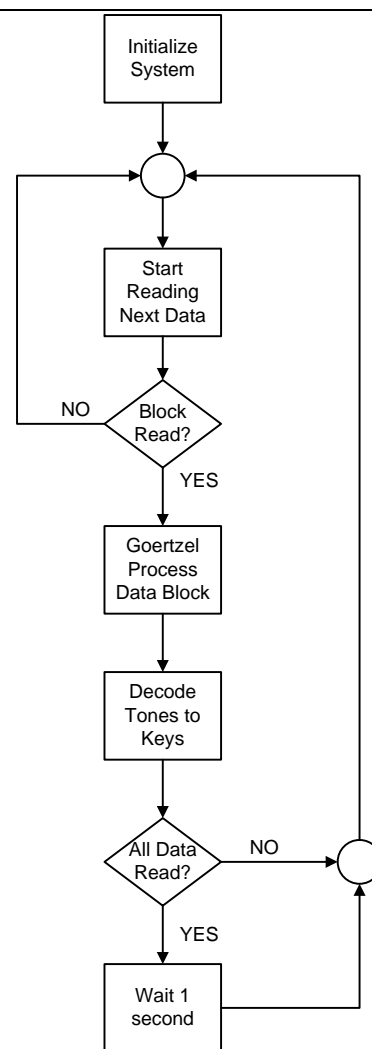 Initialize
System
Start
Reading
Next Data
NO
Block
Read?
YES
Goertzel
Process
Data Block
Decode
Tones to
Keys
All Data
Read?
NO
YES
Wait 1
second